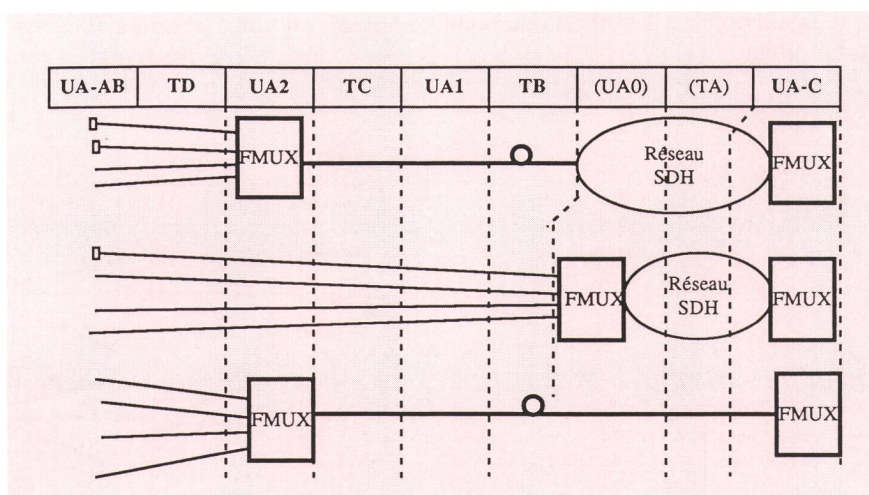 UA-AB TD UA2 TC UA1 TB (UA0) (TA) UA-C
FMUX Réseau SDH FMUX
FMUX Réseau SDH FMUX
FMUX FMUX